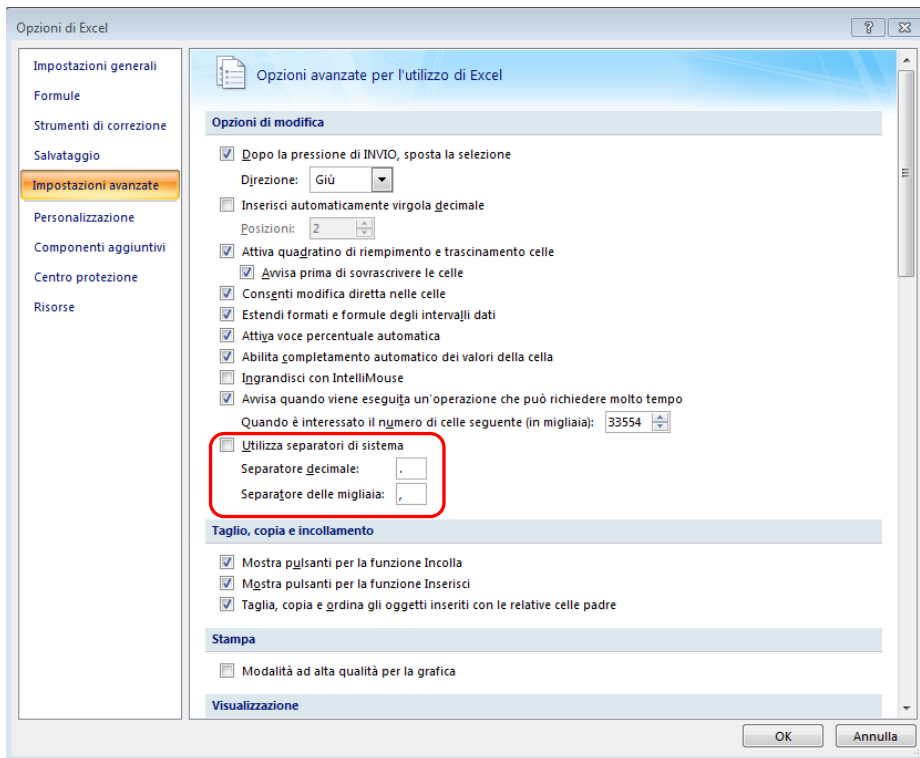 Opzioni di Excel
Impostazioni generali
Formule
Strumenti di correzione
Salvataggio
Impostazioni avanzate
Personalizzazione
Componenti aggiuntivi
Centro protezione
Risorse
Opzioni avanzate per l'utilizzo di Excel
Opzioni di modifica
Dopo la pressione di INVIO, sposta la selezione
Direzione: Giù
Inserisci automaticamente virgola decimale
Posizioni: 2
Attiva quadratino di riempimento e trascinamento celle
Avvisa prima di sovrascrivere le celle
Consenti modifica diretta nelle celle
Estendi formati e formule degli intervalli dati
Attiva voce percentuale automatica
Abilita completamento automatico dei valori della cella
Ingrandisci con IntelliMouse
Avvisa quando viene eseguita un'operazione che può richiedere molto tempo
Quando è interessato il numero di celle seguente (in migliaia): 33554
Utilizza separatori di sistema
Separatore decimale: .
Separatore delle migliaia: ,
Taglio, copia e incollamento
Mostra pulsanti per la funzione Incolla
Mostra pulsanti per la funzione Inserisci
Taglia, copia e ordina gli oggetti inseriti con le relative celle padre
Stampa
Modalità ad alta qualità per la grafica
Visualizzazione
OK Annulla